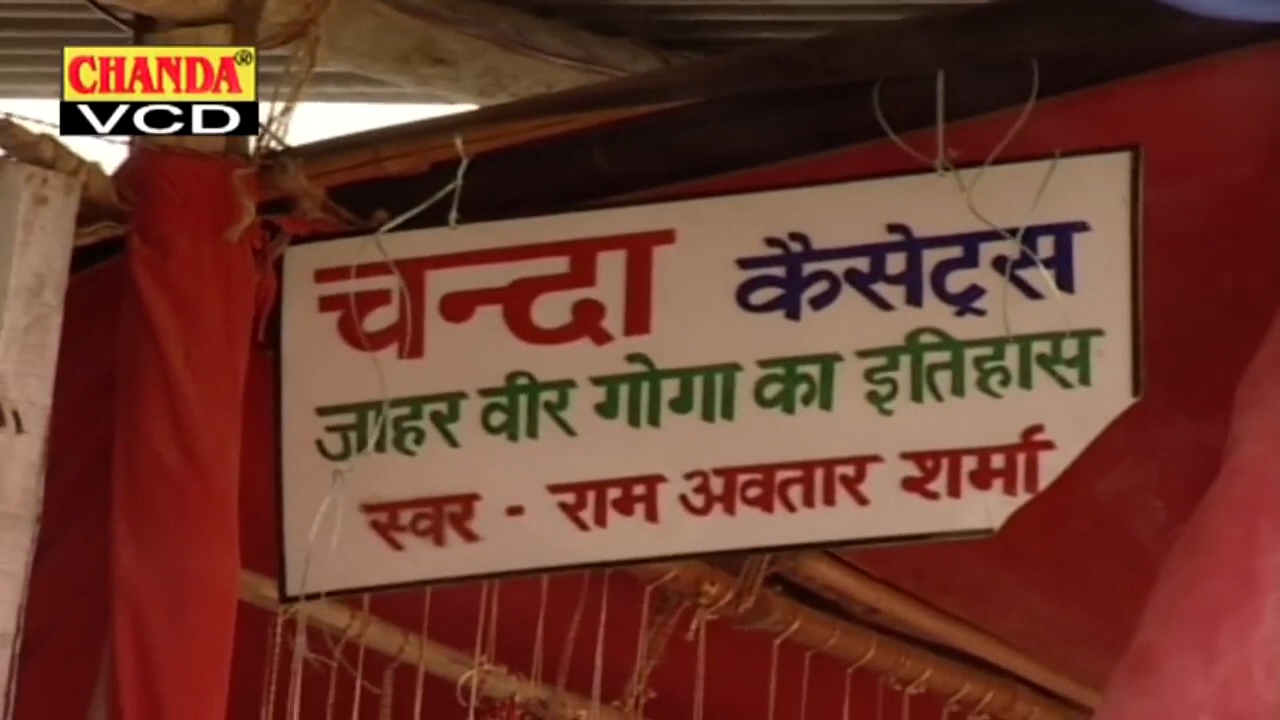 CHANDA®
VCD
चन्दा कैसेट्स
जाहर वीर गोगा का इतिहास
स्वर - राम अवतार शर्मा